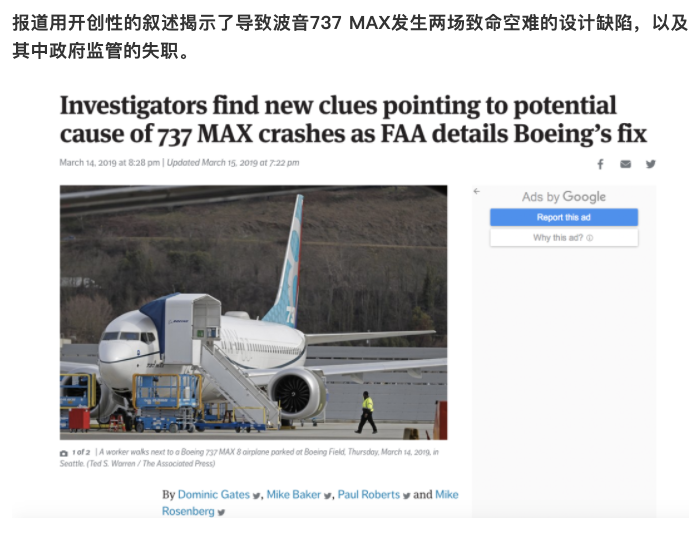 报道用开创性的叙述揭示了导致波音737 MAX发生两场致命空难的设计缺陷，以及
其中政府监管的失职。
Investigators find new clues pointing to potential
cause of 737 MAX crashes as FAA details Boeing’s fix
March 14, 2019 at 8:28 pm | Updated March 15, 2019 at 7:22 pm
Ads by Google
Report this ad
Why this ad?
1 of 2 | A worker walks next to a Boeing 737 MAX 8 airplane parked at Boeing Field, Thursday, March 14, 2019, in
Seattle. (Ted S. Warren / The Associated Press)
By Dominic Gates, Mike Baker, Paul Roberts and Mike
Rosenberg